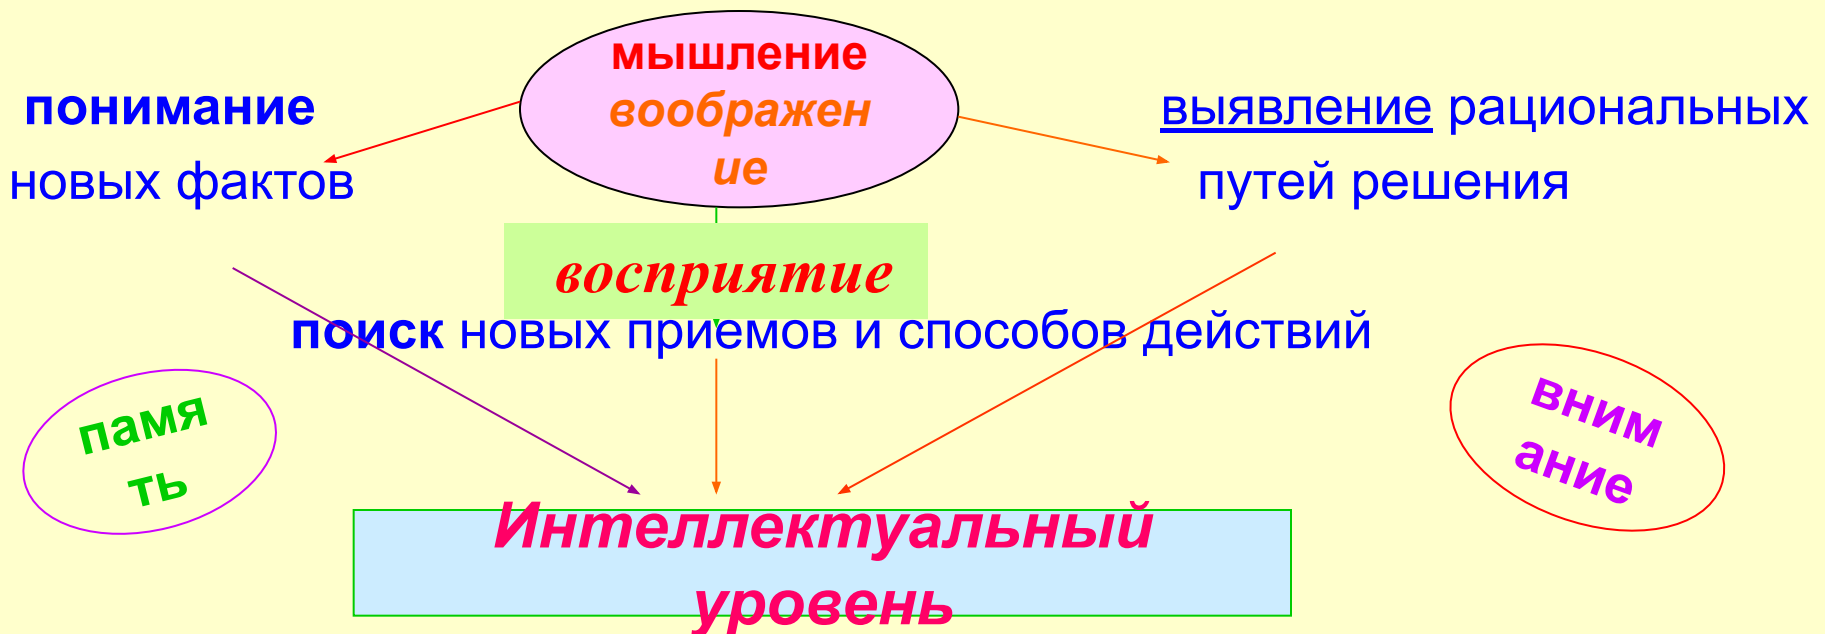 мышление
воображен
ие
понимание
новых фактов
выявление рациональных
путей решения
восприятие
поиск новых приемов и способов действий
памя
ть
вним
ание
Интеллектуальный
уровень